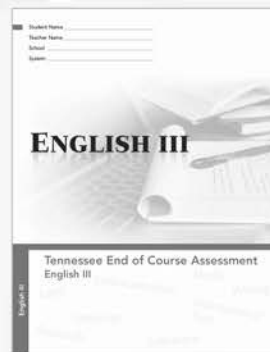 Student Name
Teacher Name
School
System
ENGLISH III
Tennessee End of Course Assessment
English III
English III